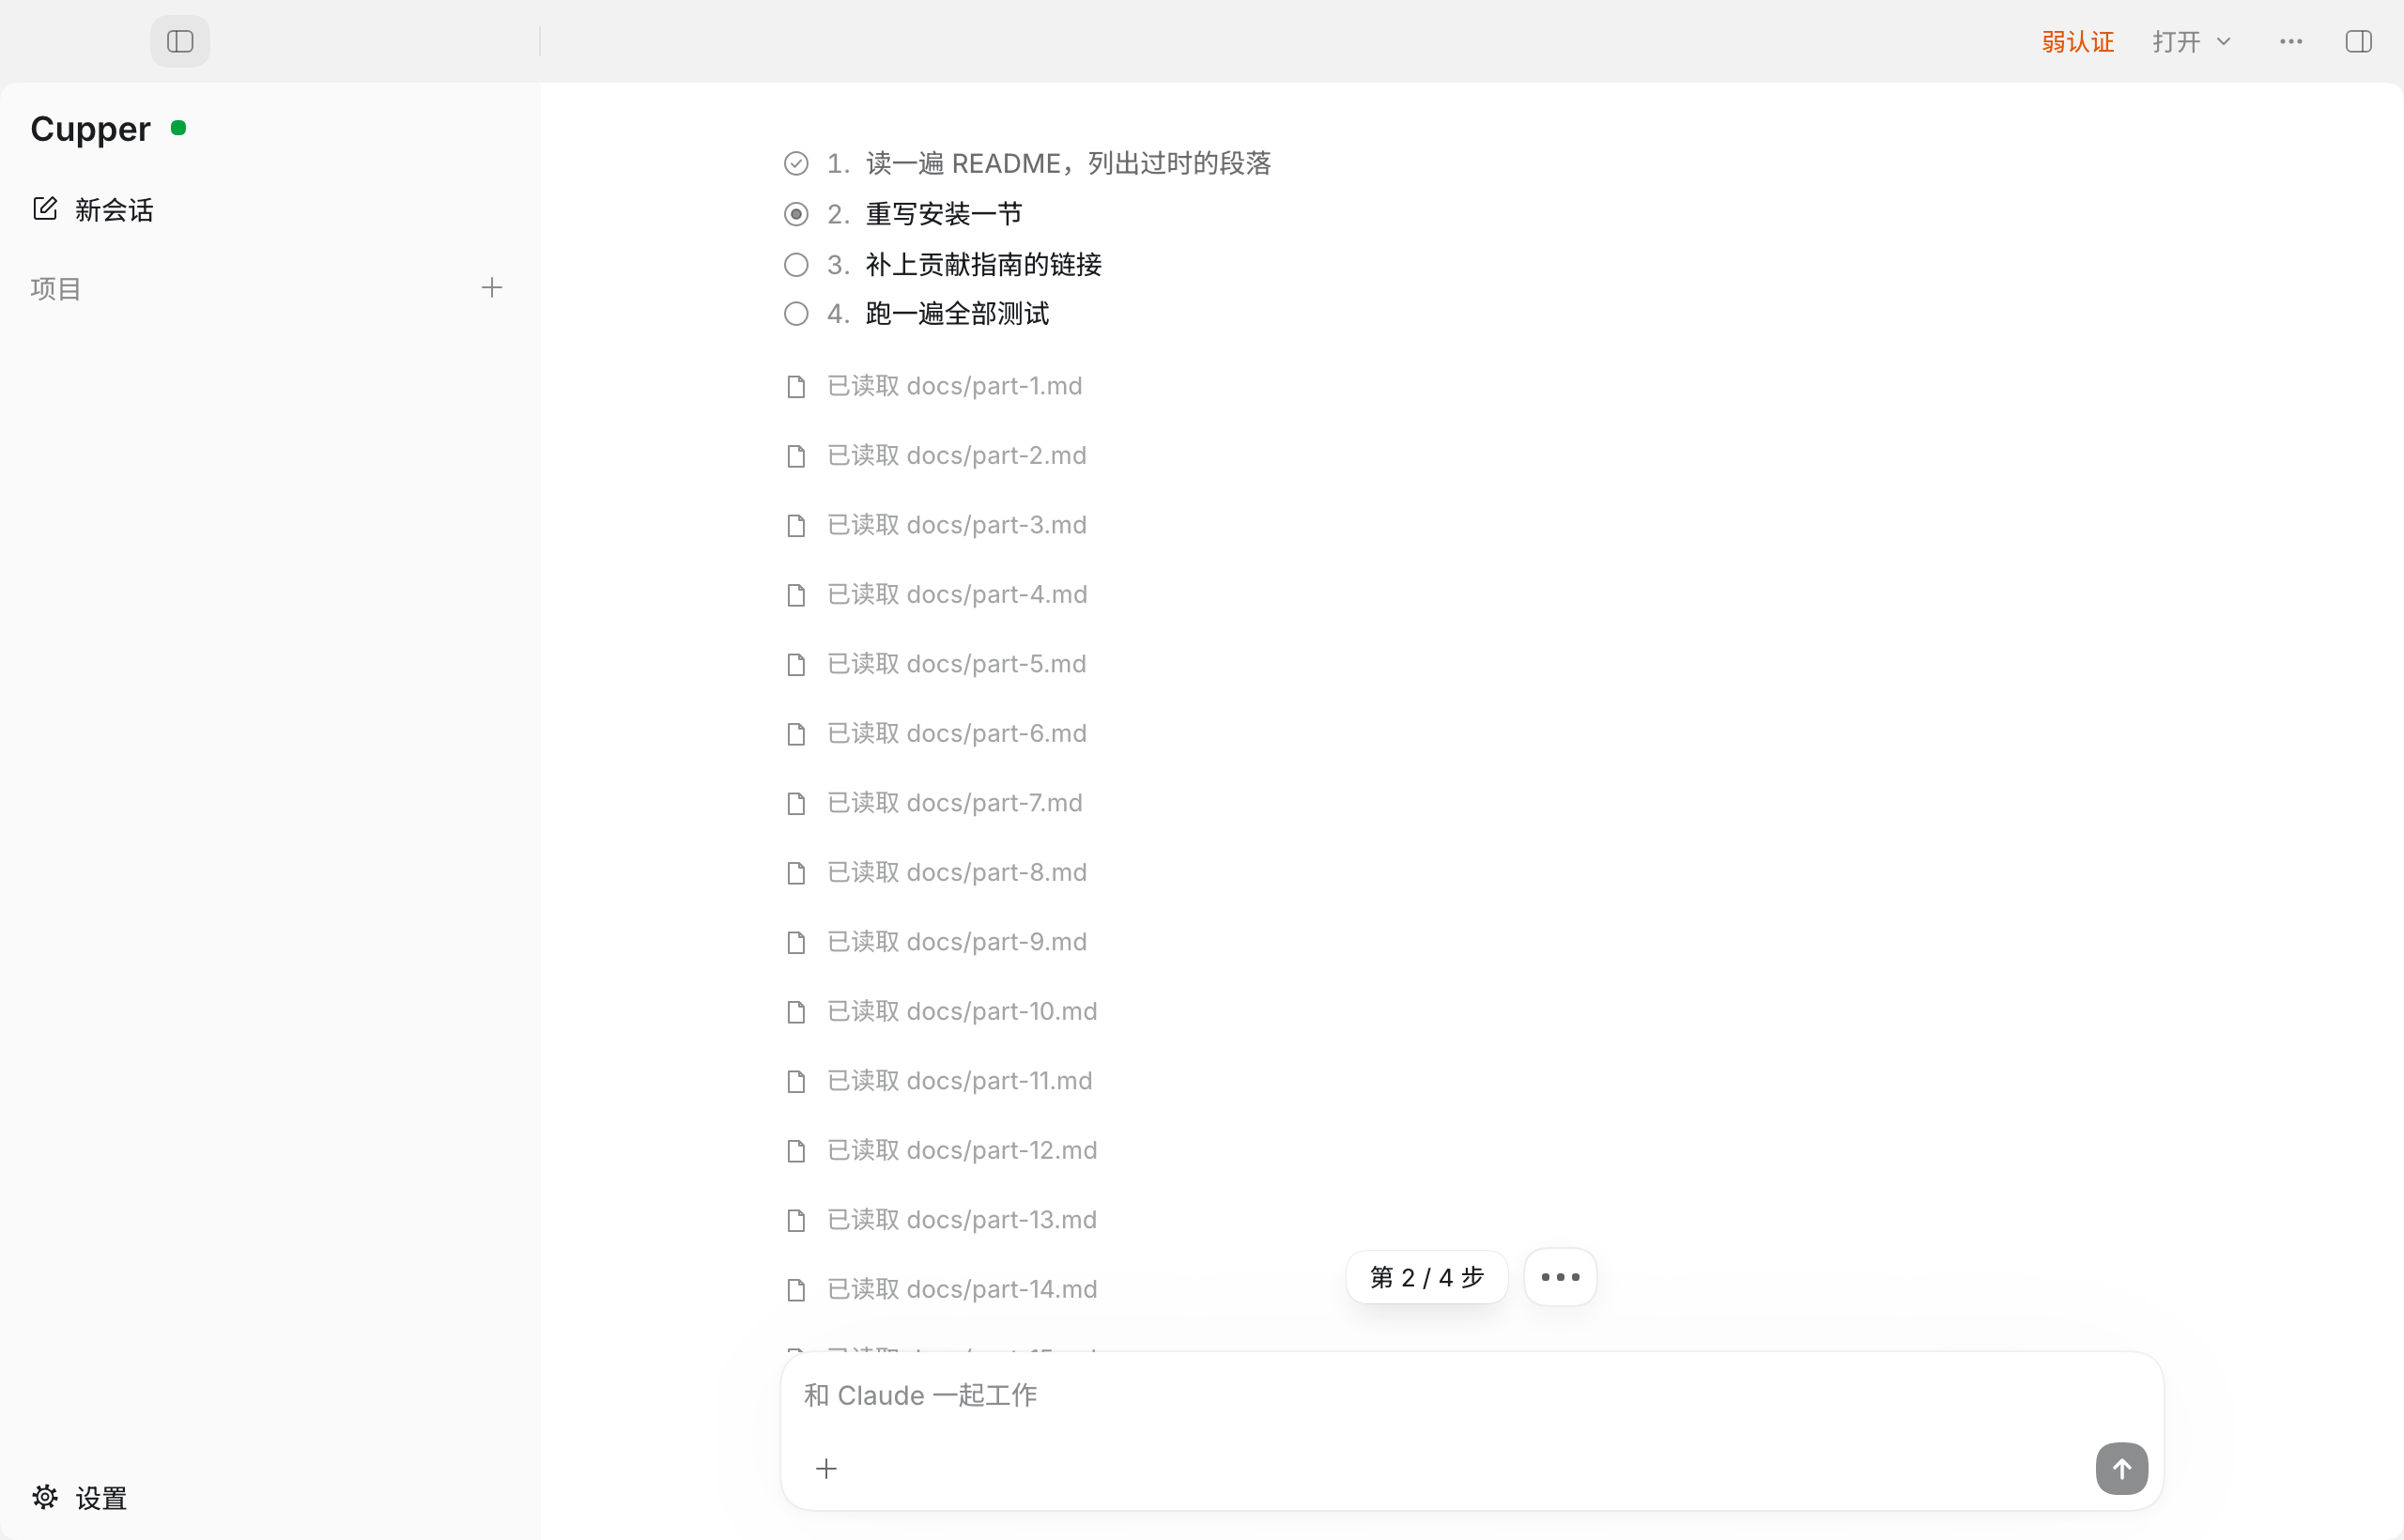 弱认证
打开
Cupper
新会话
项目
1. 读一遍 README，列出过时的段落
2. 重写安装一节
3. 补上贡献指南的链接
4. 跑一遍全部测试
已读取 docs/part-1.md
已读取 docs/part-2.md
已读取 docs/part-3.md
已读取 docs/part-4.md
已读取 docs/part-5.md
已读取 docs/part-6.md
已读取 docs/part-7.md
已读取 docs/part-8.md
已读取 docs/part-9.md
已读取 docs/part-10.md
已读取 docs/part-11.md
已读取 docs/part-12.md
已读取 docs/part-13.md
已读取 docs/part-14.md
第 2 / 4 步
和 Claude 一起工作
设置